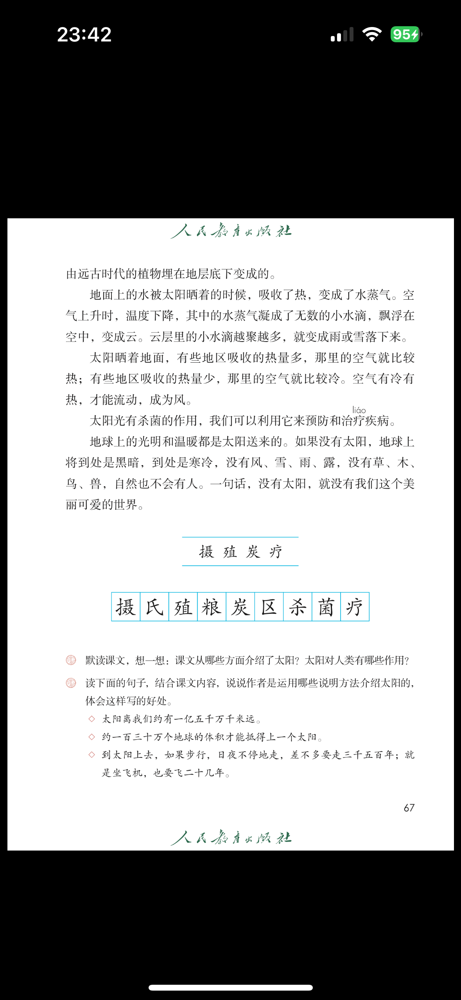 23:42
95
人民教育出版社
由远古时代的植物埋在地层底下变成的。
地面上的水被太阳晒着的时候，吸收了热，变成了水蒸气。空
气上升时，温度下降，其中的水蒸气凝成了无数的小水滴，飘浮在
空中，变成云。云层里的小水滴越聚越多，就变成雨或雪落下来。
太阳晒着地面，有些地区吸收的热量多，那里的空气就比较
热；有些地区吸收的热量少，那里的空气就比较冷。空气有冷有
热，才能流动，成为风。
liáo
太阳光有杀菌的作用，我们可以利用它来预防和治疗疾病。
地球上的光明和温暖都是太阳送来的。如果没有太阳，地球上
将到处是黑暗，到处是寒冷，没有风、雪、雨、露，没有草、木、
鸟、兽，自然也不会有人。一句话，没有太阳，就没有我们这个美
丽可爱的世界。
摄 殖 炭 疗
摄 氏 殖 粮 炭 区 杀 菌 疗
默读课文，想一想：课文从哪些方面介绍了太阳？太阳对人类有哪些作用？
读下面的句子，结合课文内容，说说作者是运用哪些说明方法介绍太阳的，
体会这样写的好处。
◇ 太阳离我们约有一亿五千万千米远。
◇ 约一百三十万个地球的体积才能抵得上一个太阳。
◇ 到太阳上去，如果步行，日夜不停地走，差不多要走三千五百年；就
是坐飞机，也要飞二十几年。
67
人民教育出版社